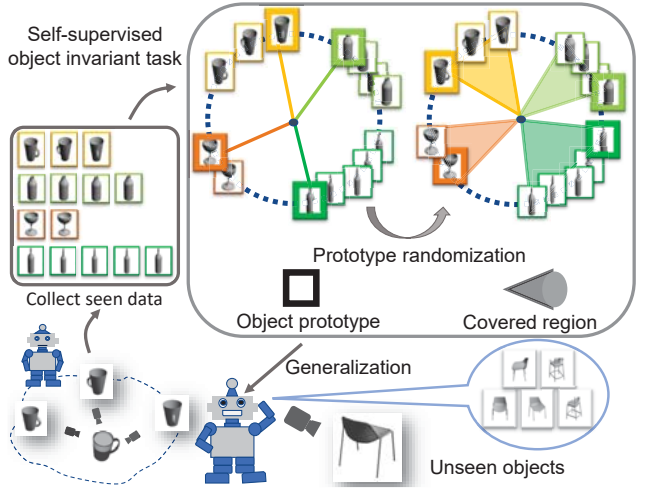 Self-supervised
object invariant task
Prototype randomization
Object prototype
Covered region
Collect seen data
Generalization
Unseen objects